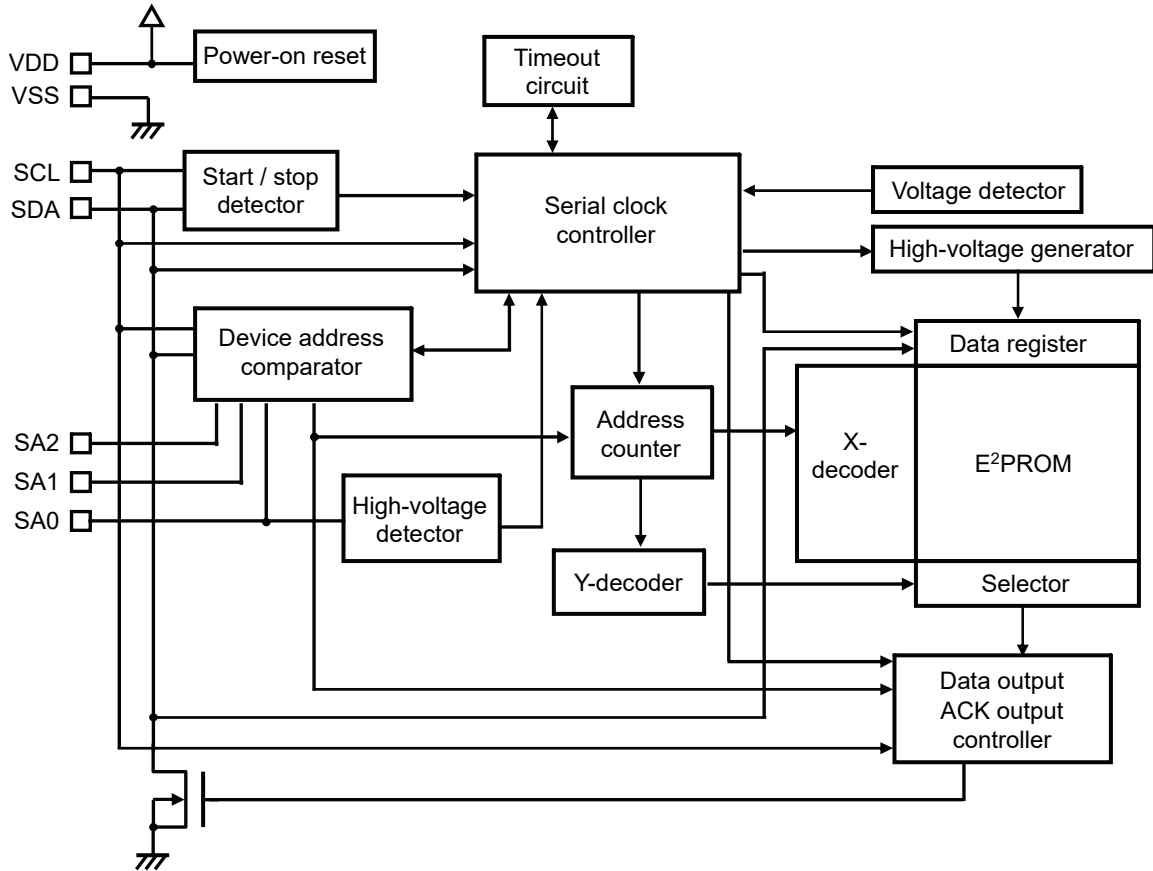 VDD
Power-on reset
VSS
Timeout
circuit
SCL
SDA
Start / stop
detector
Serial clock
controller
Voltage detector
High-voltage generator
Device address
comparator
Data register
SA2
SA1
SA0
High-voltage
detector
Address
counter
X-
decoder
E²PROM
Y-decoder
Selector
Data output
ACK output
controller